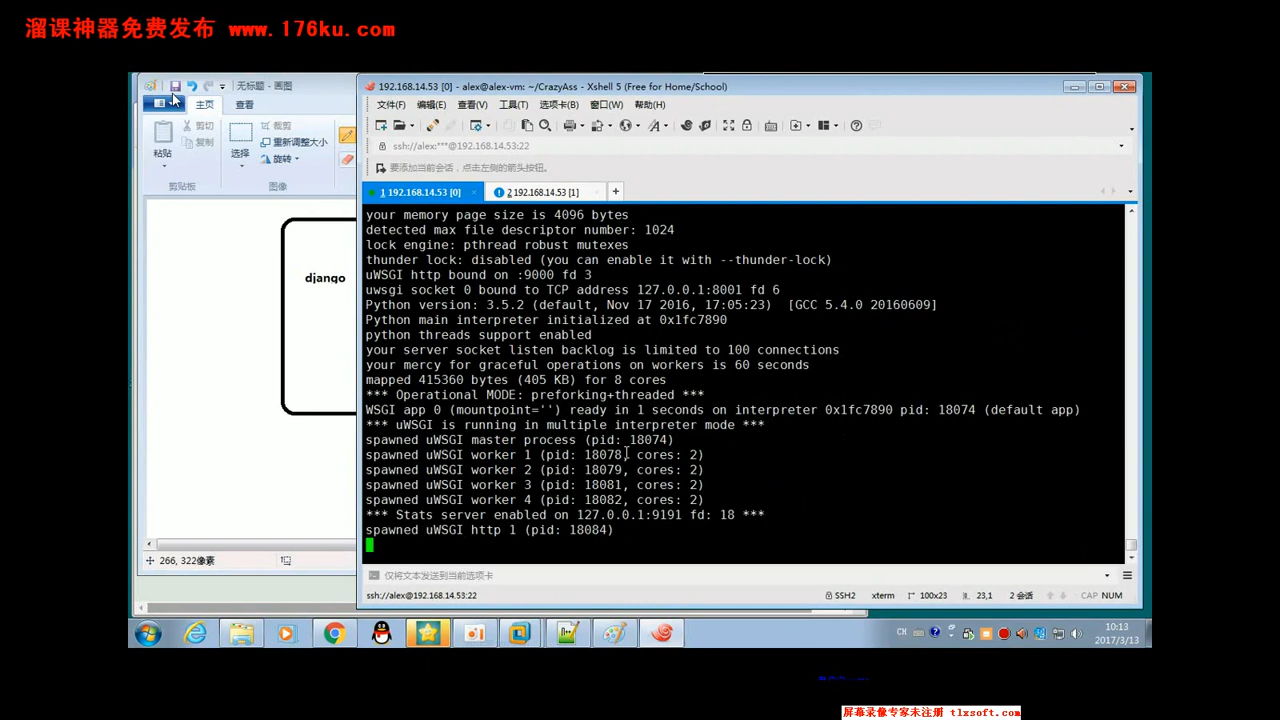 溜课神器免费发布 www.176ku.com
无标题 - 画图
主页
查看
粘贴
剪切
复制
剪贴板
选择
裁剪
重新调整大小
旋转
图像
django
266, 322像素
192.168.14.53 [0] - alex@alex-vm: ~/CrazyAss - Xshell 5 (Free for Home/School)
文件(F) 编辑(E) 查看(V) 工具(T) 选项卡(B) 窗口(W) 帮助(H)
ssh://alex:***@192.168.14.53:22
要添加当前会话，点击左侧的箭头按钮。
1 192.168.14.53 [0]
2 192.168.14.53 [1]
your memory page size is 4096 bytes
detected max file descriptor number: 1024
lock engine: pthread robust mutexes
thunder lock: disabled (you can enable it with --thunder-lock)
uWSGI http bound on :9000 fd 3
uwsgi socket 0 bound to TCP address 127.0.0.1:8001 fd 6
Python version: 3.5.2 (default, Nov 17 2016, 17:05:23)  [GCC 5.4.0 20160609]
Python main interpreter initialized at 0x1fc7890
python threads support enabled
your server socket listen backlog is limited to 100 connections
your mercy for graceful operations on workers is 60 seconds
mapped 415360 bytes (405 KB) for 8 cores
*** Operational MODE: preforking+threaded ***
WSGI app 0 (mountpoint='') ready in 1 seconds on interpreter 0x1fc7890 pid: 18074 (default app)
*** uWSGI is running in multiple interpreter mode ***
spawned uWSGI master process (pid: 18074)
spawned uWSGI worker 1 (pid: 18078, cores: 2)
spawned uWSGI worker 2 (pid: 18079, cores: 2)
spawned uWSGI worker 3 (pid: 18081, cores: 2)
spawned uWSGI worker 4 (pid: 18082, cores: 2)
*** Stats server enabled on 127.0.0.1:9191 fd: 18 ***
spawned uWSGI http 1 (pid: 18084)
仅将文本发送到当前选项卡
ssh://alex@192.168.14.53:22
SSH2 xterm 100x23 23,1 2 会话 CAP NUM
CH
10:13
2017/3/13
屏幕录像专家未注册 tlxsoft.com